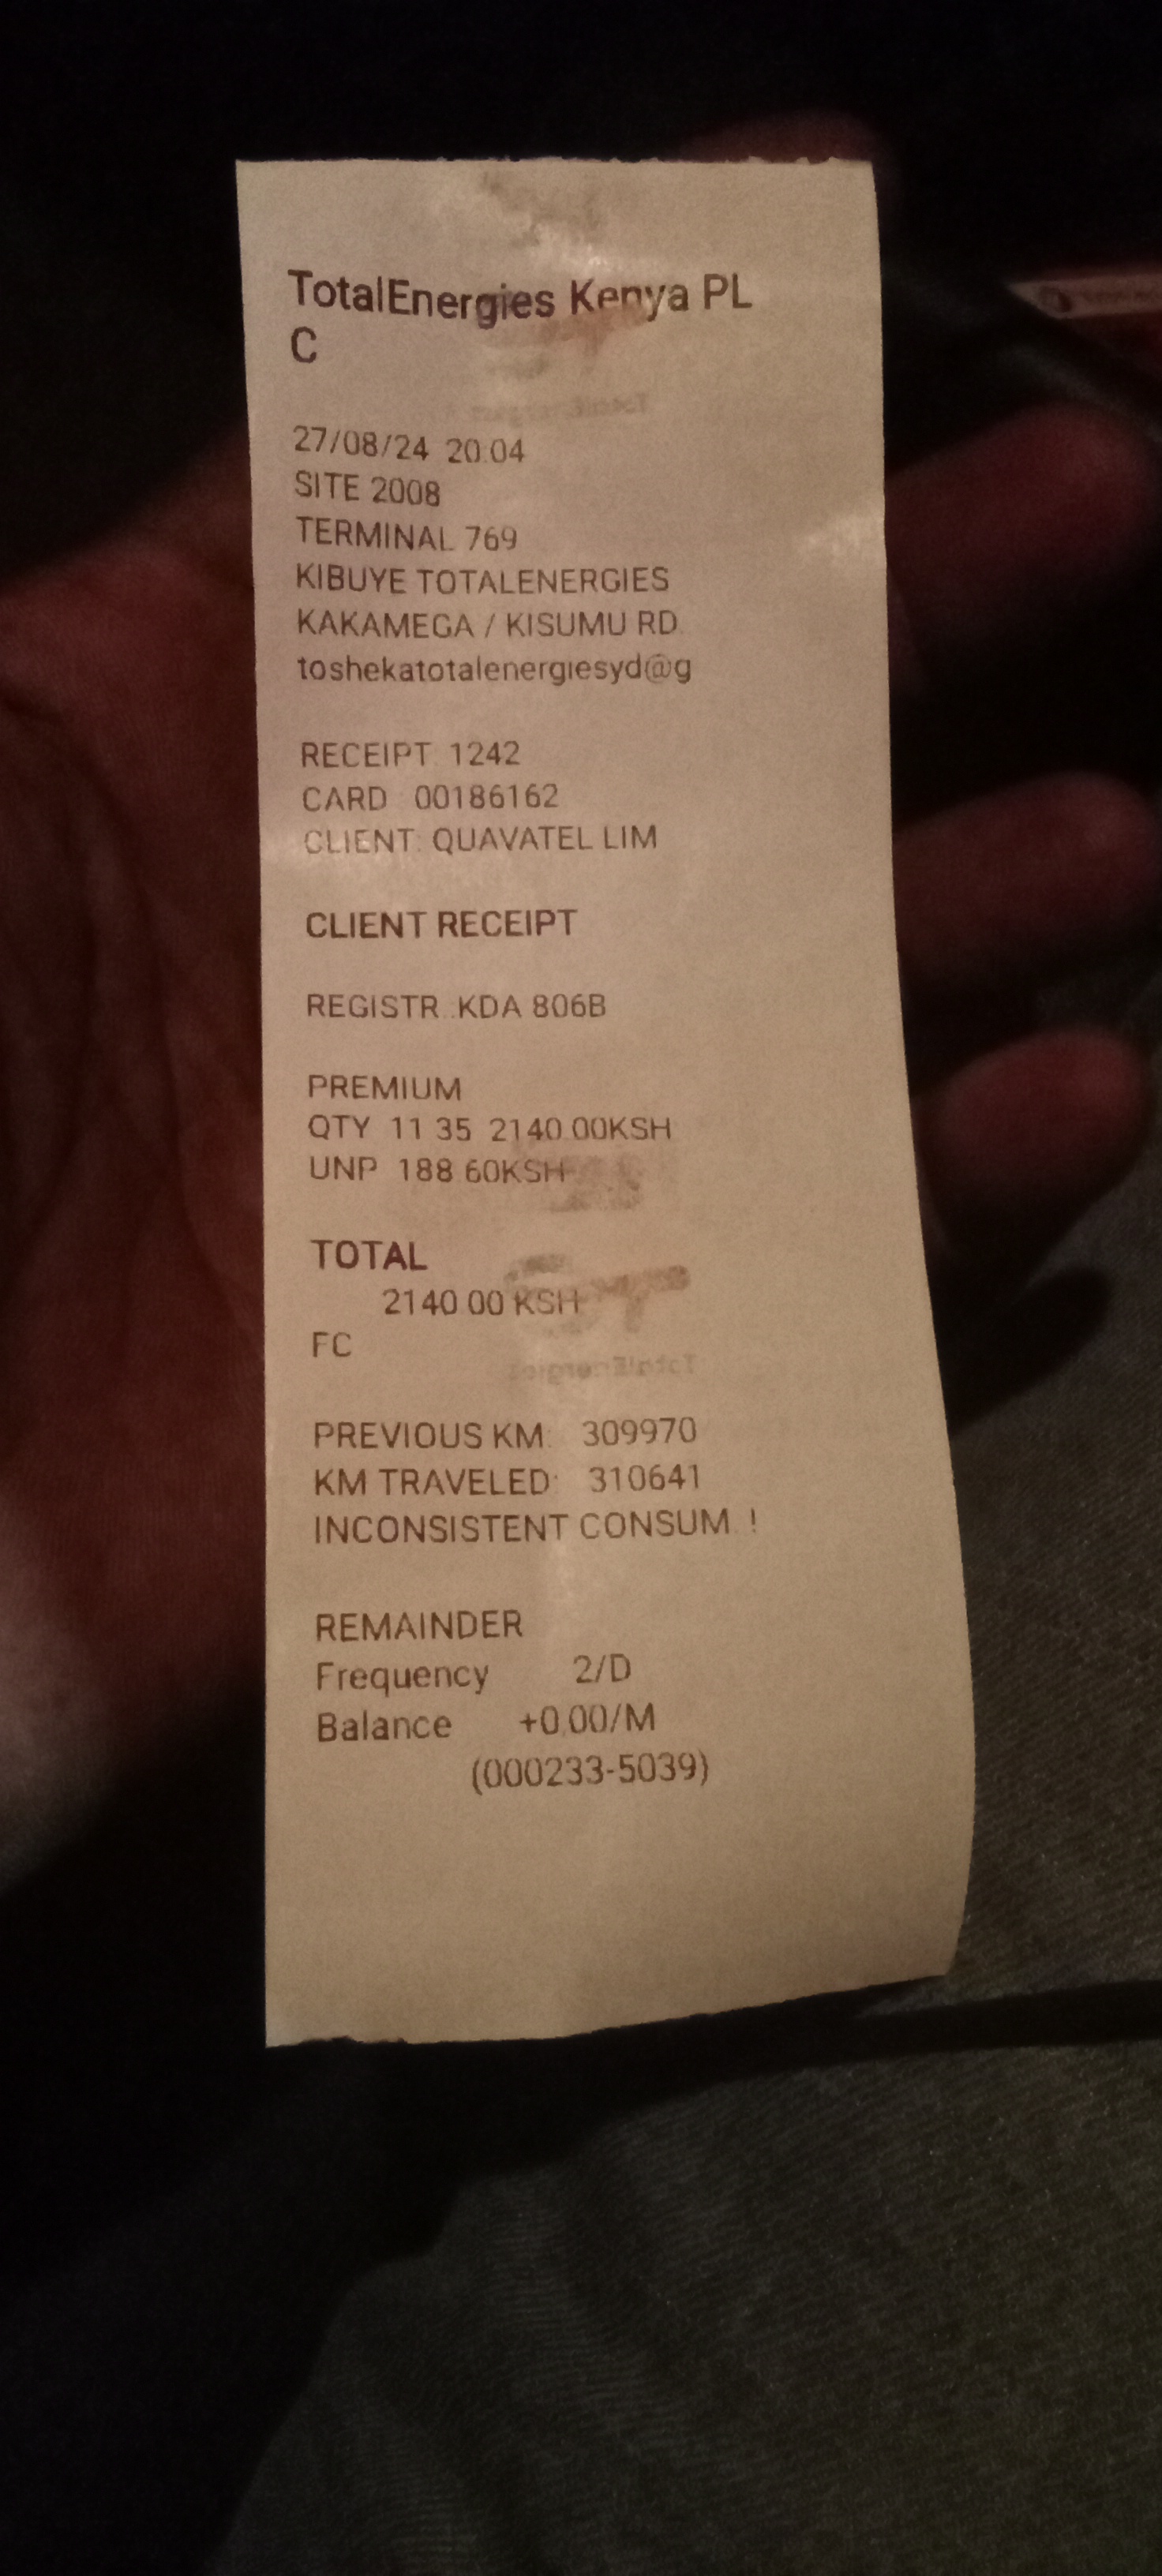 TotalEnergies Kenya PL
C
27/08/24 20:04
SITE 2008
TERMINAL 769
KIBUYE TOTALENERGIES
KAKAMEGA / KISUMU RD.
toshekatotalenergiesyd@g
RECEIPT: 1242
CARD : 00186162
CLIENT: QUAVATEL LIM
CLIENT RECEIPT
REGISTR.:KDA 806B
PREMIUM
QTY: 11.35 2140.00KSH
UNP: 188.60KSH
TOTAL
2140.00 KSH
FC
PREVIOUS KM: 309970
KM TRAVELED: 310641
INCONSISTENT CONSUM. !
REMAINDER
Frequency 2/D
Balance +0.00/M
(000233-5039)